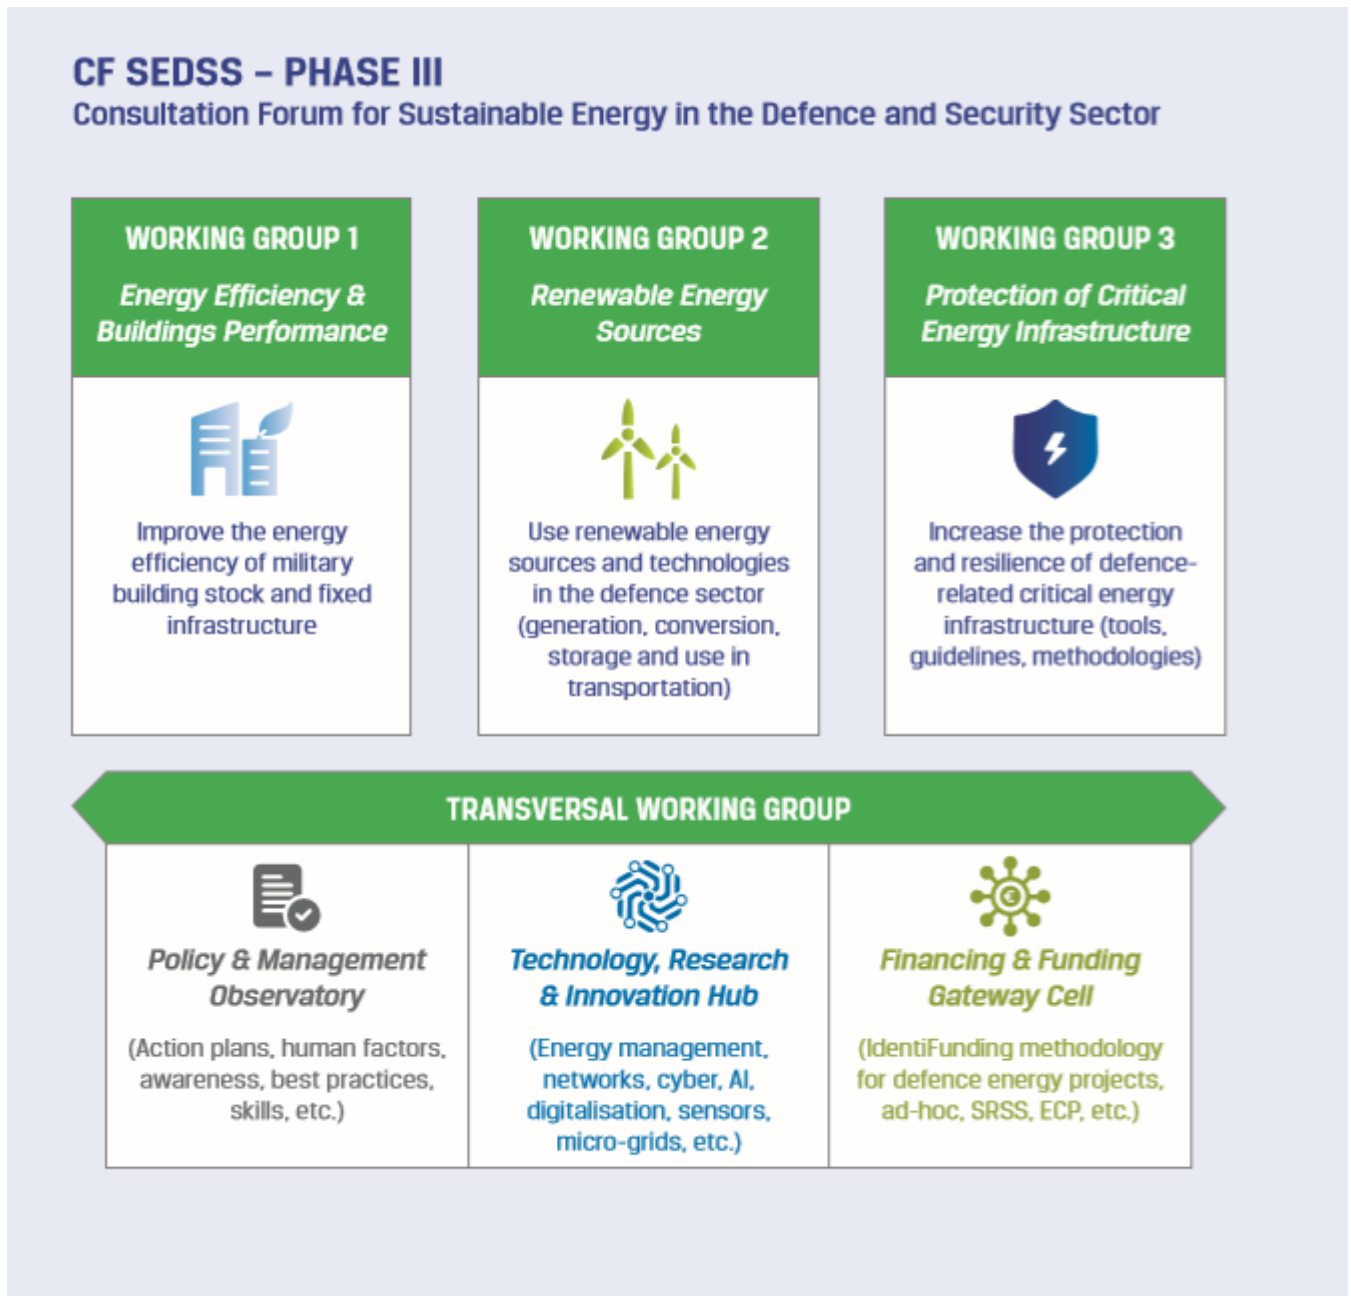 CF SEDSS – PHASE III
Consultation Forum for Sustainable Energy in the Defence and Security Sector
WORKING GROUP 1
Energy Efficiency &
Buildings Performance
Improve the energy
efficiency of military
building stock and fixed
infrastructure
WORKING GROUP 2
Renewable Energy
Sources
Use renewable energy
sources and technologies
in the defence sector
(generation, conversion,
storage and use in
transportation)
WORKING GROUP 3
Protection of Critical
Energy Infrastructure
Increase the protection
and resilience of defence-
related critical energy
infrastructure (tools,
guidelines, methodologies)
TRANSVERSAL WORKING GROUP
Policy & Management
Observatory
(Action plans, human factors,
awareness, best practices,
skills, etc.)
Technology, Research
& Innovation Hub
(Energy management,
networks, cyber, AI,
digitalisation, sensors,
micro-grids, etc.)
Financing & Funding
Gateway Cell
(IdentiFunding methodology
for defence energy projects,
ad-hoc, SRSS, ECP, etc.)